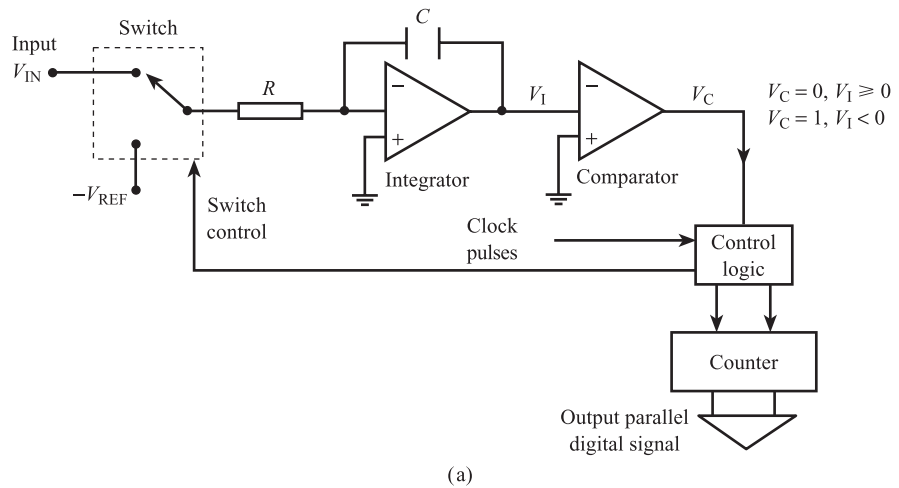 Switch
Input
V_IN
R
C
−
+
Integrator
V_I
−
+
Comparator
V_C
V_C = 0, V_I ⩾ 0
V_C = 1, V_I < 0
−V_REF
Switch
control
Clock
pulses
Control
logic
Counter
Output parallel
digital signal
(a)